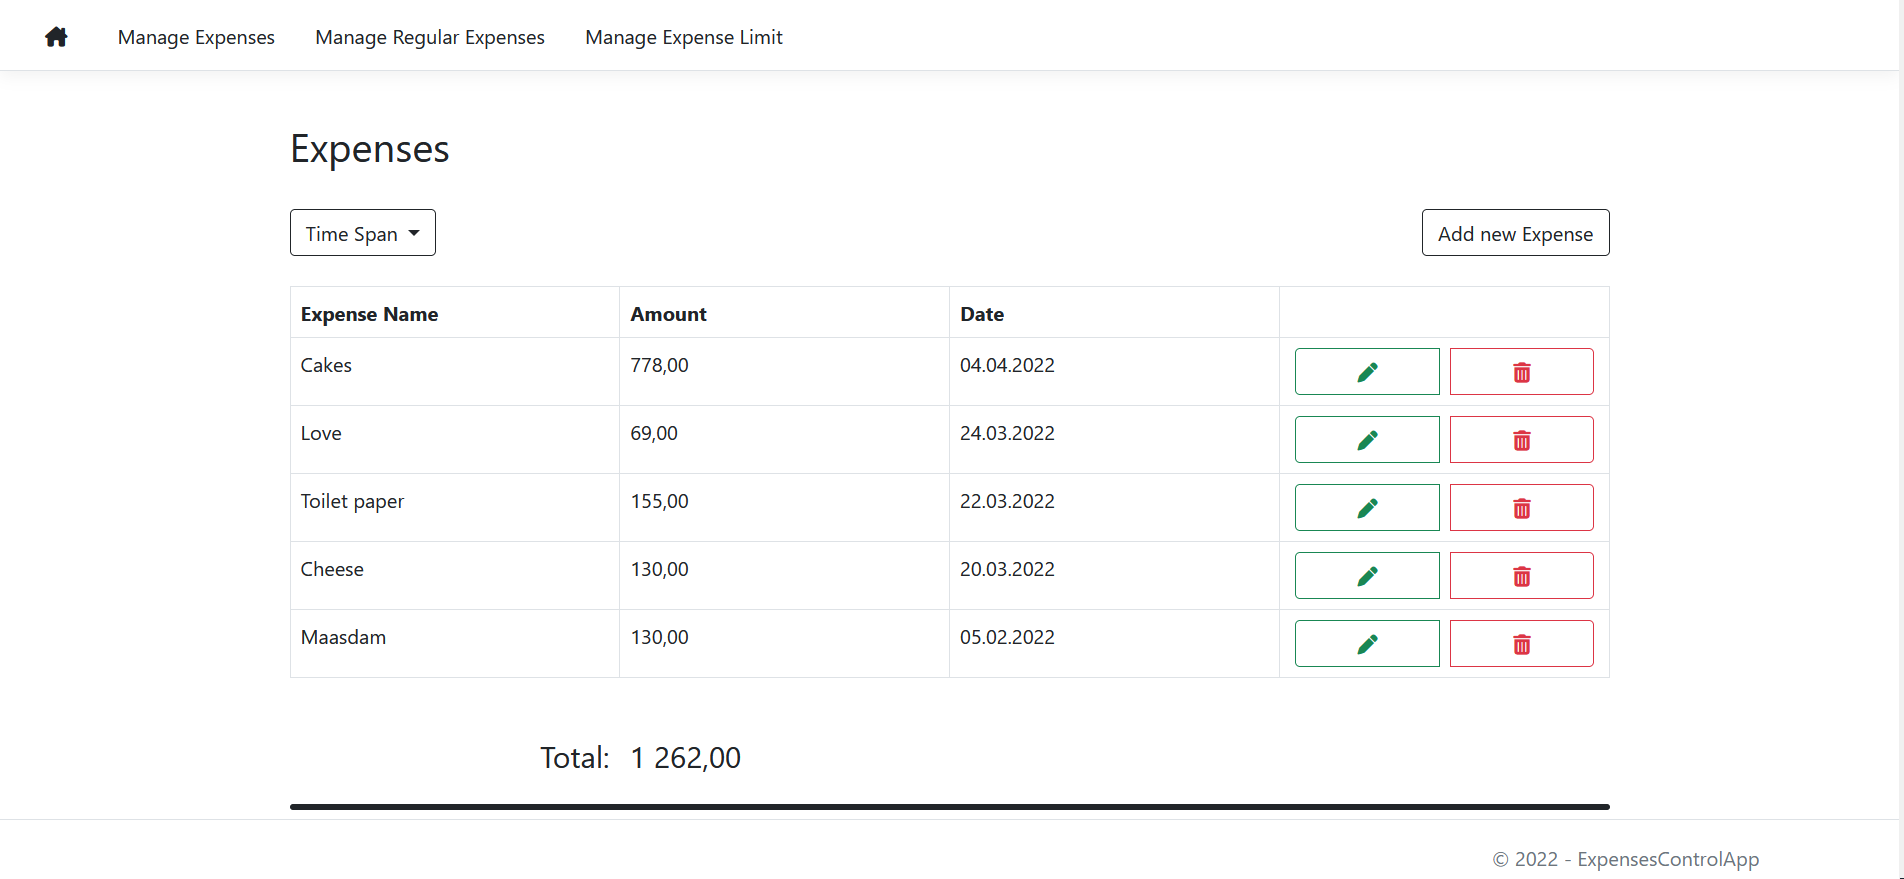 Manage Expenses Manage Regular Expenses Manage Expense Limit
Expenses
Time Span Add new Expense
Expense Name Amount Date
Cakes 778,00 04.04.2022
Love 69,00 24.03.2022
Toilet paper 155,00 22.03.2022
Cheese 130,00 20.03.2022
Maasdam 130,00 05.02.2022
Total: 1 262,00
© 2022 - ExpensesControlApp